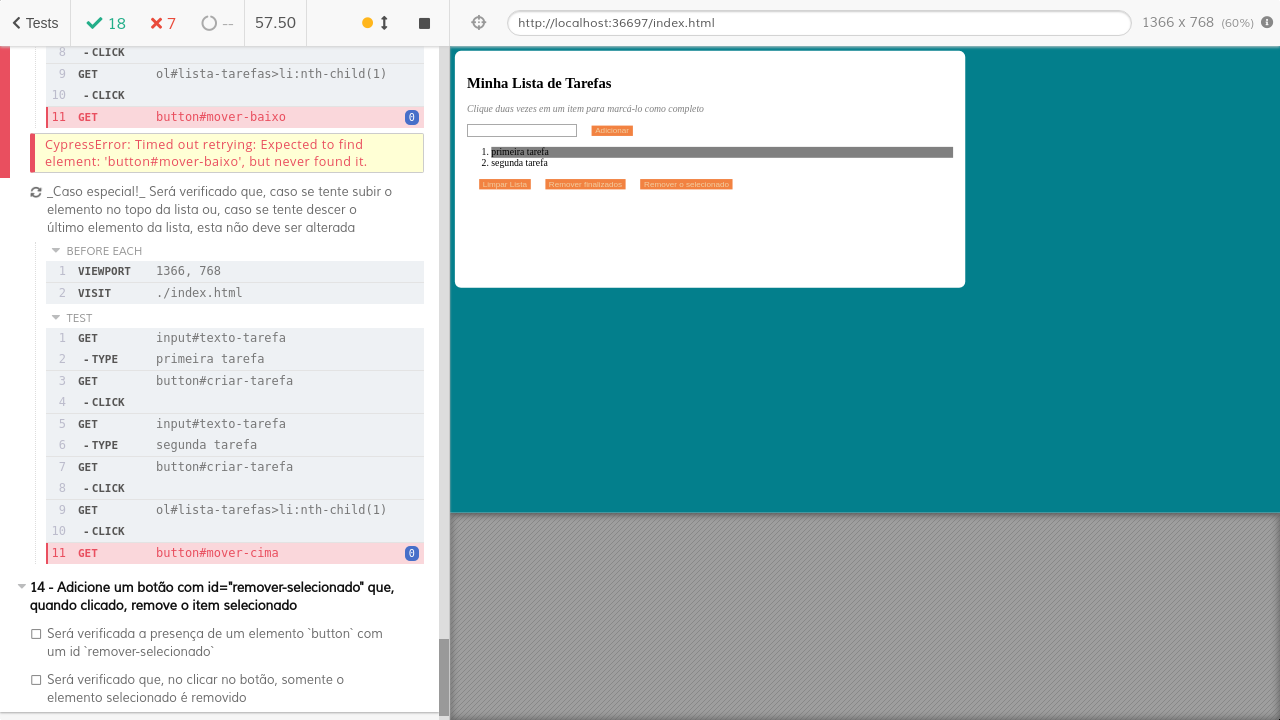 Tests
18
7
--
57.50
http://localhost:36697/index.html
1366 x 768 (60%)
8 -CLICK
9 GET ol#lista-tarefas>li:nth-child(1)
10 -CLICK
11 GET button#mover-baixo 0
CypressError: Timed out retrying: Expected to find
element: 'button#mover-baixo', but never found it.
_Caso especial!_ Será verificado que, caso se tente subir o
elemento no topo da lista ou, caso se tente descer o
último elemento da lista, esta não deve ser alterada
BEFORE EACH
1 VIEWPORT 1366, 768
2 VISIT ./index.html
TEST
1 GET input#texto-tarefa
2 -TYPE primeira tarefa
3 GET button#criar-tarefa
4 -CLICK
5 GET input#texto-tarefa
6 -TYPE segunda tarefa
7 GET button#criar-tarefa
8 -CLICK
9 GET ol#lista-tarefas>li:nth-child(1)
10 -CLICK
11 GET button#mover-cima 0
14 - Adicione um botão com id="remover-selecionado" que,
quando clicado, remove o item selecionado
Será verificada a presença de um elemento `button` com
um id `remover-selecionado`
Será verificado que, no clicar no botão, somente o
elemento selecionado é removido
Minha Lista de Tarefas
Clique duas vezes em um item para marcá-lo como completo
Adicionar
1. primeira tarefa
2. segunda tarefa
Limpar Lista Remover finalizados Remover o selecionado